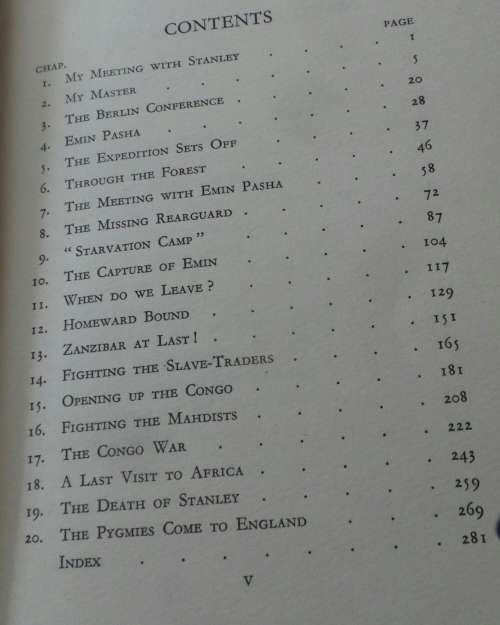 CONTENTS
CHAP. PAGE
1. MY MEETING WITH STANLEY . . . . 1
2. MY MASTER . . . . . . 5
3. THE BERLIN CONFERENCE . . . . 20
4. EMIN PASHA . . . . . . 28
5. THE EXPEDITION SETS OFF . . . . 37
6. THROUGH THE FOREST . . . . . 46
7. THE MEETING WITH EMIN PASHA . . . 58
8. THE MISSING REARGUARD . . . . . 72
9. “STARVATION CAMP” . . . . . 87
10. THE CAPTURE OF EMIN . . . . . 104
11. WHEN DO WE LEAVE? . . . . . 117
12. HOMEWARD BOUND . . . . . 129
13. ZANZIBAR AT LAST! . . . . . . 151
14. FIGHTING THE SLAVE-TRADERS . . . . 165
15. OPENING UP THE CONGO . . . . . 181
16. FIGHTING THE MAHDISTS . . . . . 208
17. THE CONGO WAR . . . . . . 222
18. A LAST VISIT TO AFRICA . . . . . 243
19. THE DEATH OF STANLEY . . . . . 259
20. THE PYGMIES COME TO ENGLAND . . . 269
INDEX . . . . . . . . 281
V